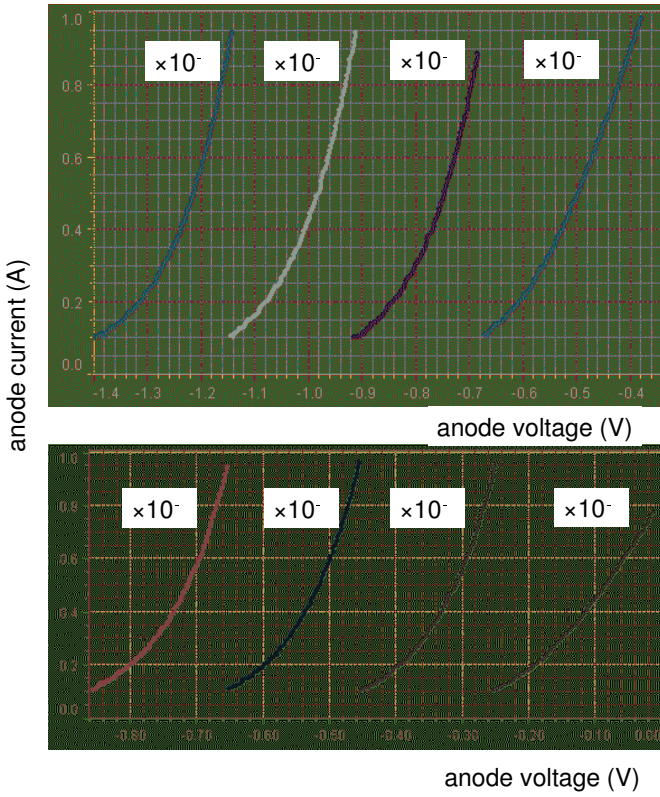 1.0
×10- ×10- ×10- ×10-
0.8
0.6
0.4
0.2
0.0
-1.4 -1.3 -1.2 -1.1 -1.0 -0.9 -0.8 -0.7 -0.6 -0.5 -0.4
anode current (A)
anode voltage (V)
1.0
×10- ×10- ×10- ×10-
0.8
0.6
0.4
0.2
0.0
-0.80 -0.70 -0.60 -0.50 -0.40 -0.30 -0.20 -0.10 0.00
anode voltage (V)